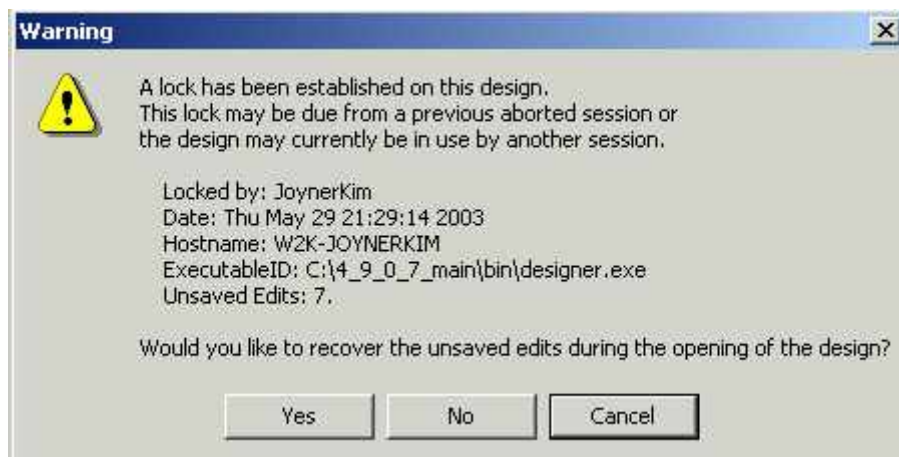 Warning
A lock has been established on this design.
This lock may be due from a previous aborted session or
the design may currently be in use by another session.
Locked by: JoynerKim
Date: Thu May 29 21:29:14 2003
Hostname: W2K-JOYNERKIM
ExecutableID: C:\4_9_0_7_main\bin\designer.exe
Unsaved Edits: 7.
Would you like to recover the unsaved edits during the opening of the design?
Yes No Cancel